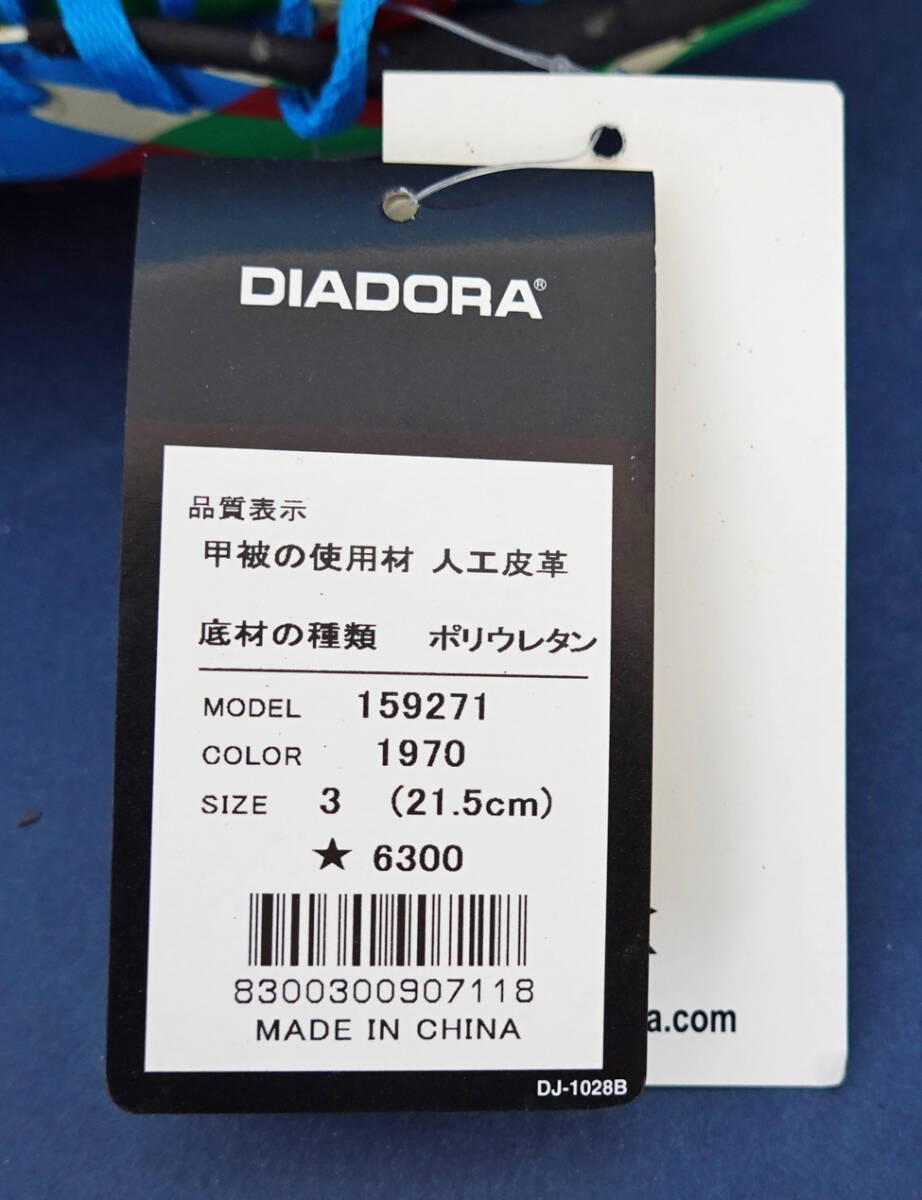 DIADORA®
品質表示
甲被の使用材 人工皮革
底材の種類 ポリウレタン
MODEL 159271
COLOR 1970
SIZE 3 (21.5cm)
★ 6300
8300300907118
MADE IN CHINA
DJ-1028B
a.com